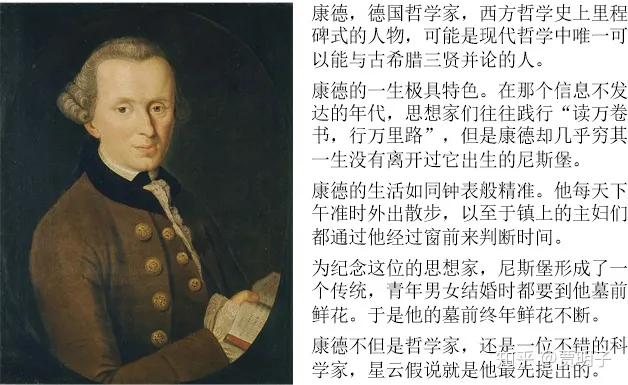 康德，德国哲学家，西方哲学史上里程
碑式的人物，可能是现代哲学中唯一可
以能与古希腊三贤并论的人。
康德的一生极具特色。在那个信息不发
达的年代，思想家们往往践行“读万卷
书，行万里路”，但是康德却几乎穷其
一生没有离开过它出生的尼斯堡。
康德的生活如同钟表般精准。他每天下
午准时外出散步，以至于镇上的主妇们
都通过他经过窗前来判断时间。
为纪念这位的思想家，尼斯堡形成了一
个传统，青年男女结婚时都要到他墓前
鲜花。于是他的墓前终年鲜花不断。
康德不但是哲学家，还是一位不错的科
学家，星云假说就是他最先提出的。
知乎 @贾明子